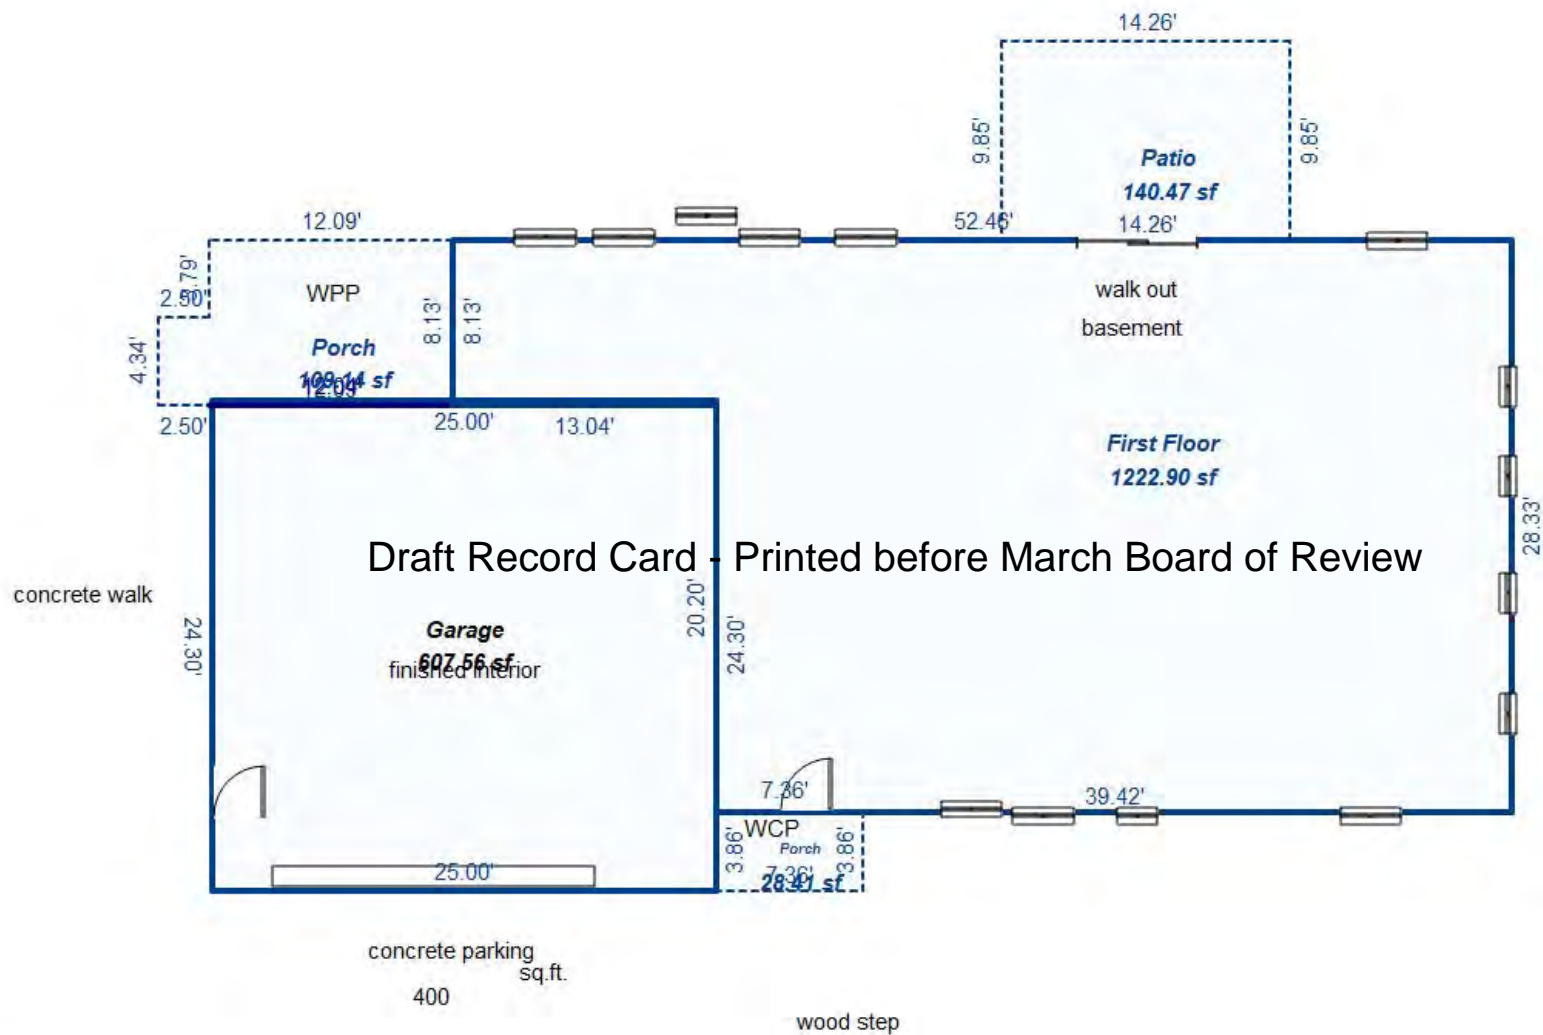 14.26'
9.85'
9.85'
Patio
140.47 sf
12.09'
52.46'
14.26'
2.50'
WPP
walk out
basement
8.13'
8.13'
4.34'
Porch
109.14 sf
2.50'
25.00'
13.04'
First Floor
1222.90 sf
28.33'
Draft Record Card - Printed before March Board of Review
concrete walk
24.30'
20.20'
24.30'
Garage
607.56 sf
finished interior
7.36'
39.42'
WCP
3.86'
Porch
3.86'
7.36'
28.41 sf
25.00'
concrete parking
sq.ft.
400
wood step